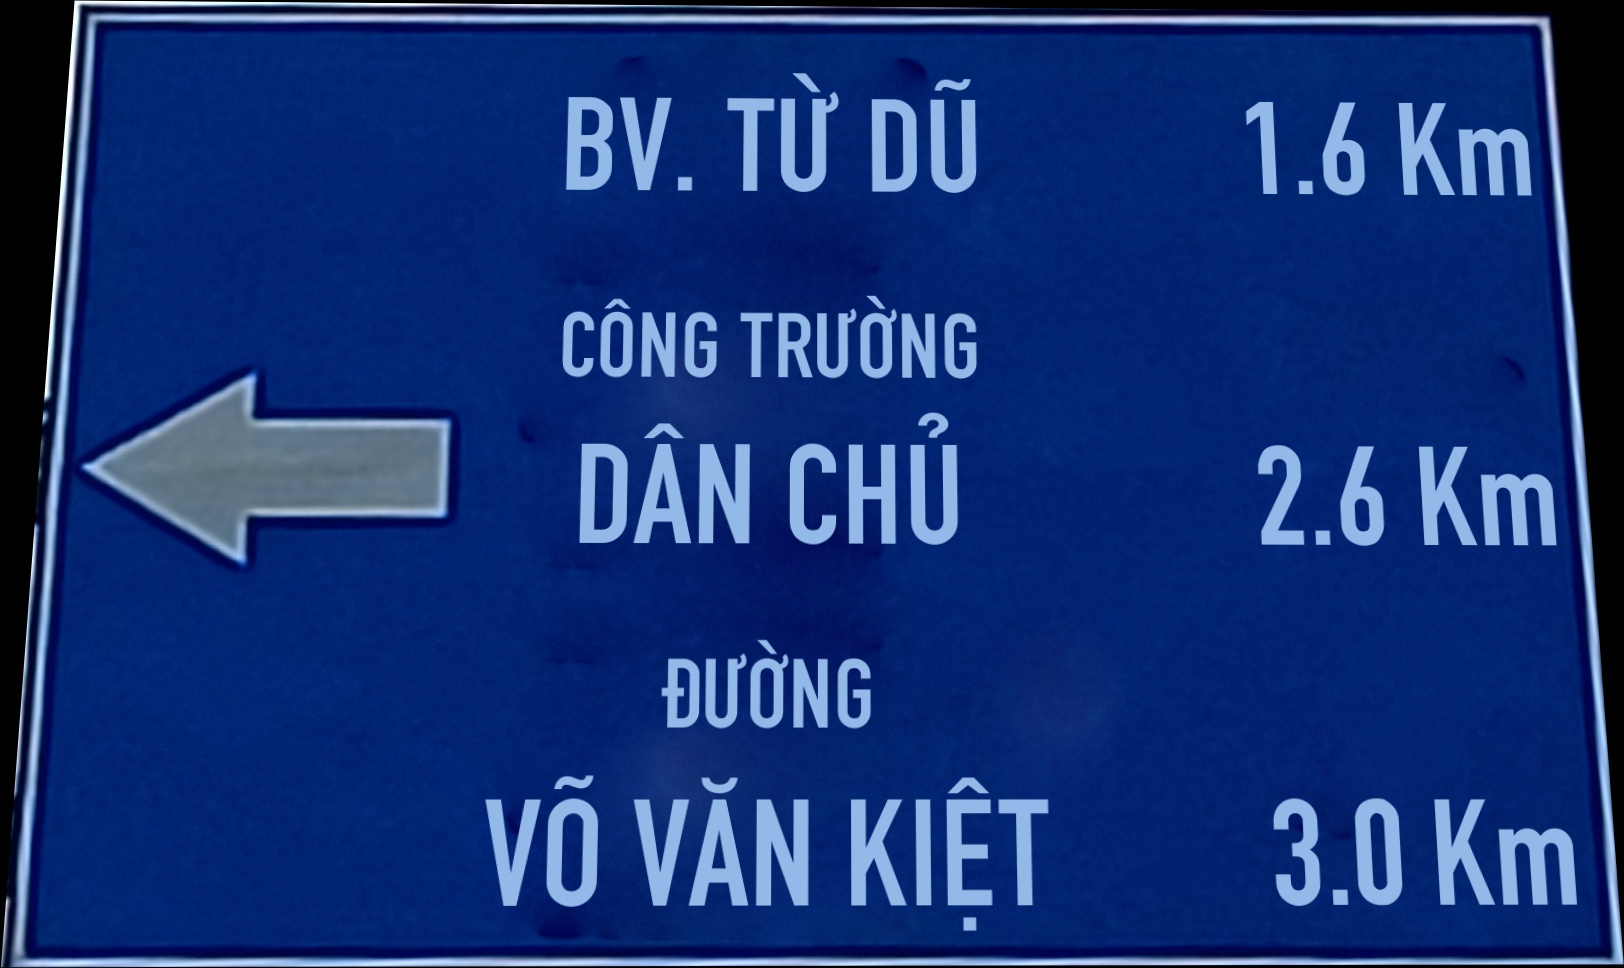 BV. TỪ DŨ 1.6 Km
CÔNG TRƯỜNG
DÂN CHỦ 2.6 Km
ĐƯỜNG
VÕ VĂN KIỆT 3.0 Km